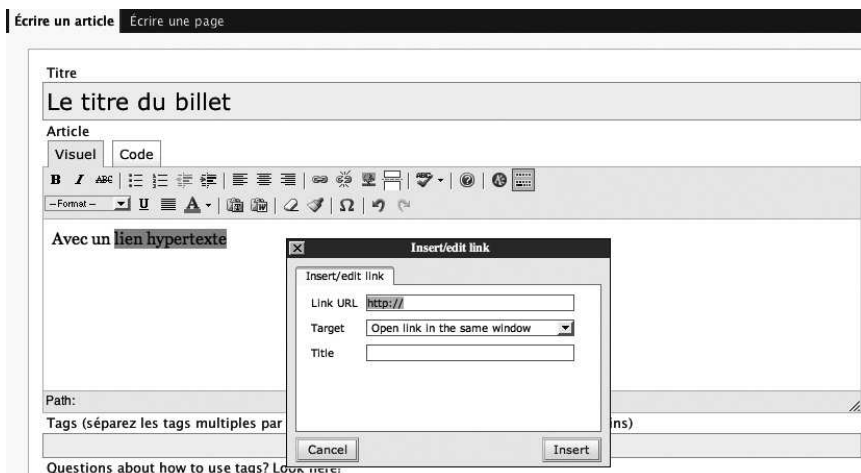 Écrire un article Écrire une page
Titre
Le titre du billet
Article
Visuel Code
B I ABC
–Format– U A
Avec un lien hypertexte
Insert/edit link
Insert/edit link
Link URL http://
Target Open link in the same window
Title
Cancel Insert
Path:
Tags (séparez les tags multiples par ins)
Questions about how to use tags? Look here!